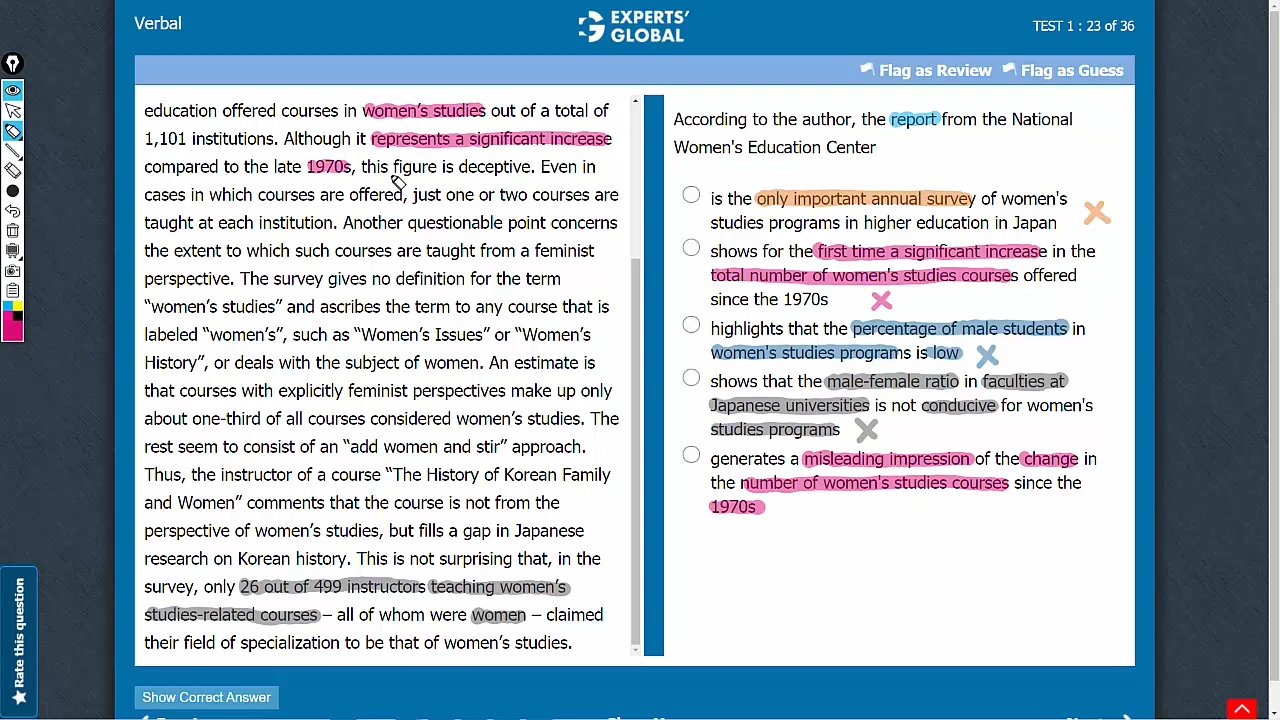 Verbal
EXPERTS'
GLOBAL
TEST 1 : 23 of 36
Flag as Review
Flag as Guess
education offered courses in women's studies out of a total of
1,101 institutions. Although it represents a significant increase
compared to the late 1970s, this figure is deceptive. Even in
cases in which courses are offered, just one or two courses are
taught at each institution. Another questionable point concerns
the extent to which such courses are taught from a feminist
perspective. The survey gives no definition for the term
“women's studies” and ascribes the term to any course that is
labeled “women's”, such as “Women's Issues” or “Women's
History”, or deals with the subject of women. An estimate is
that courses with explicitly feminist perspectives make up only
about one-third of all courses considered women's studies. The
rest seem to consist of an “add women and stir” approach.
Thus, the instructor of a course “The History of Korean Family
and Women” comments that the course is not from the
perspective of women's studies, but fills a gap in Japanese
research on Korean history. This is not surprising that, in the
survey, only 26 out of 499 instructors teaching women's
studies-related courses – all of whom were women – claimed
their field of specialization to be that of women's studies.
According to the author, the report from the National
Women's Education Center
is the only important annual survey of women's
studies programs in higher education in Japan
shows for the first time a significant increase in the
total number of women's studies courses offered
since the 1970s
highlights that the percentage of male students in
women's studies programs is low
shows that the male-female ratio in faculties at
Japanese universities is not conducive for women's
studies programs
generates a misleading impression of the change in
the number of women's studies courses since the
1970s
Rate this question
Show Correct Answer